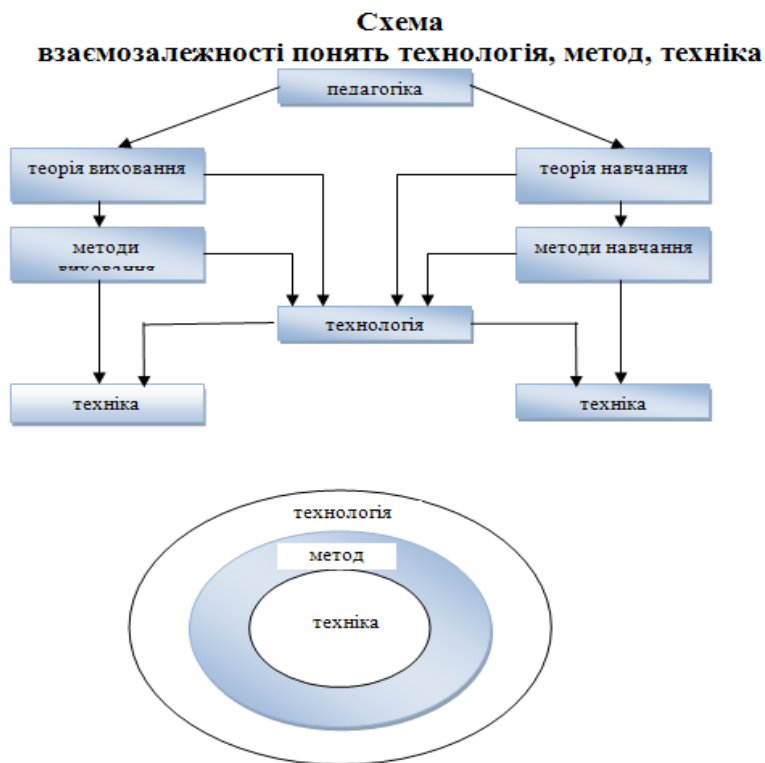 Схема
взаємозалежності понять технологія, метод, техніка
педагогіка
теорія виховання
теорія навчання
методи
виховання
методи навчання
технологія
техніка
техніка
технологія
метод
техніка